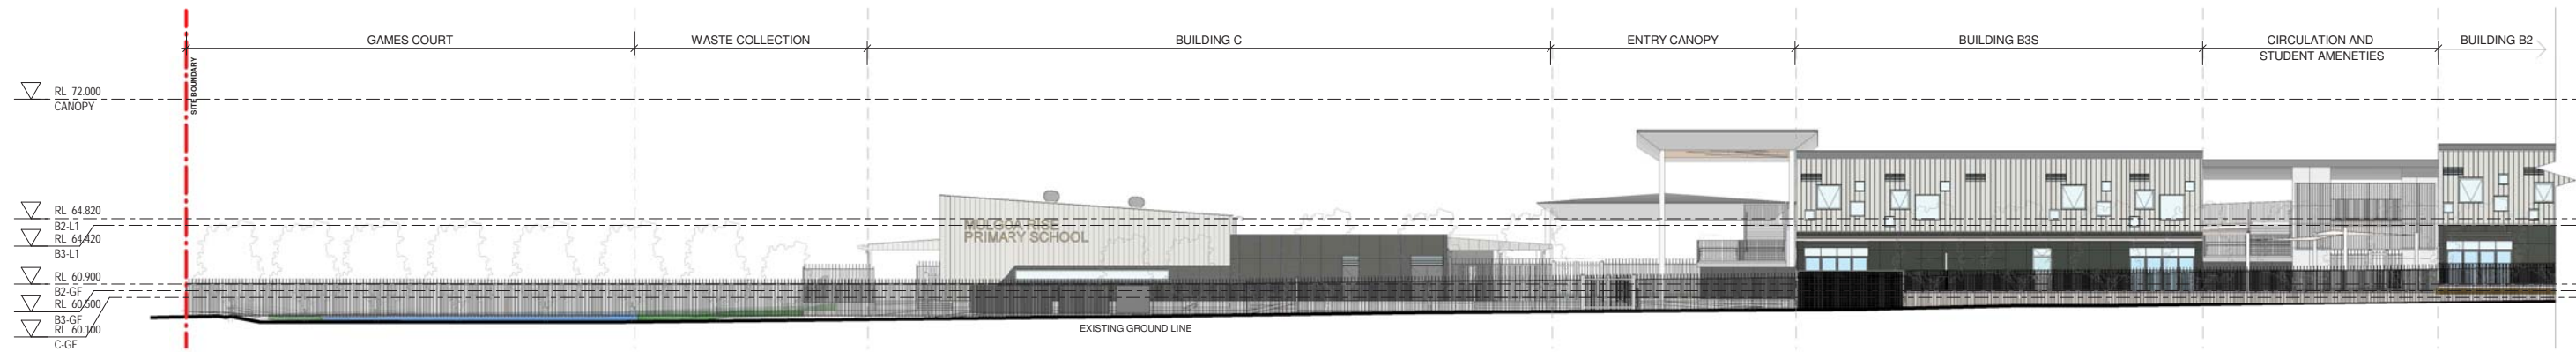 GAMES COURT
WASTE COLLECTION
BUILDING C
ENTRY CANOPY
BUILDING B3S
CIRCULATION AND
STUDENT AMENETIES
BUILDING B2
SITE BOUNDARY
RL 72.000
CANOPY
RL 64.820
B2-L1
RL 64.420
B3-L1
RL 60.900
B2-GF
RL 60.500
B3-GF
RL 60.100
C-GF
MULGOA RISE
PRIMARY SCHOOL
EXISTING GROUND LINE